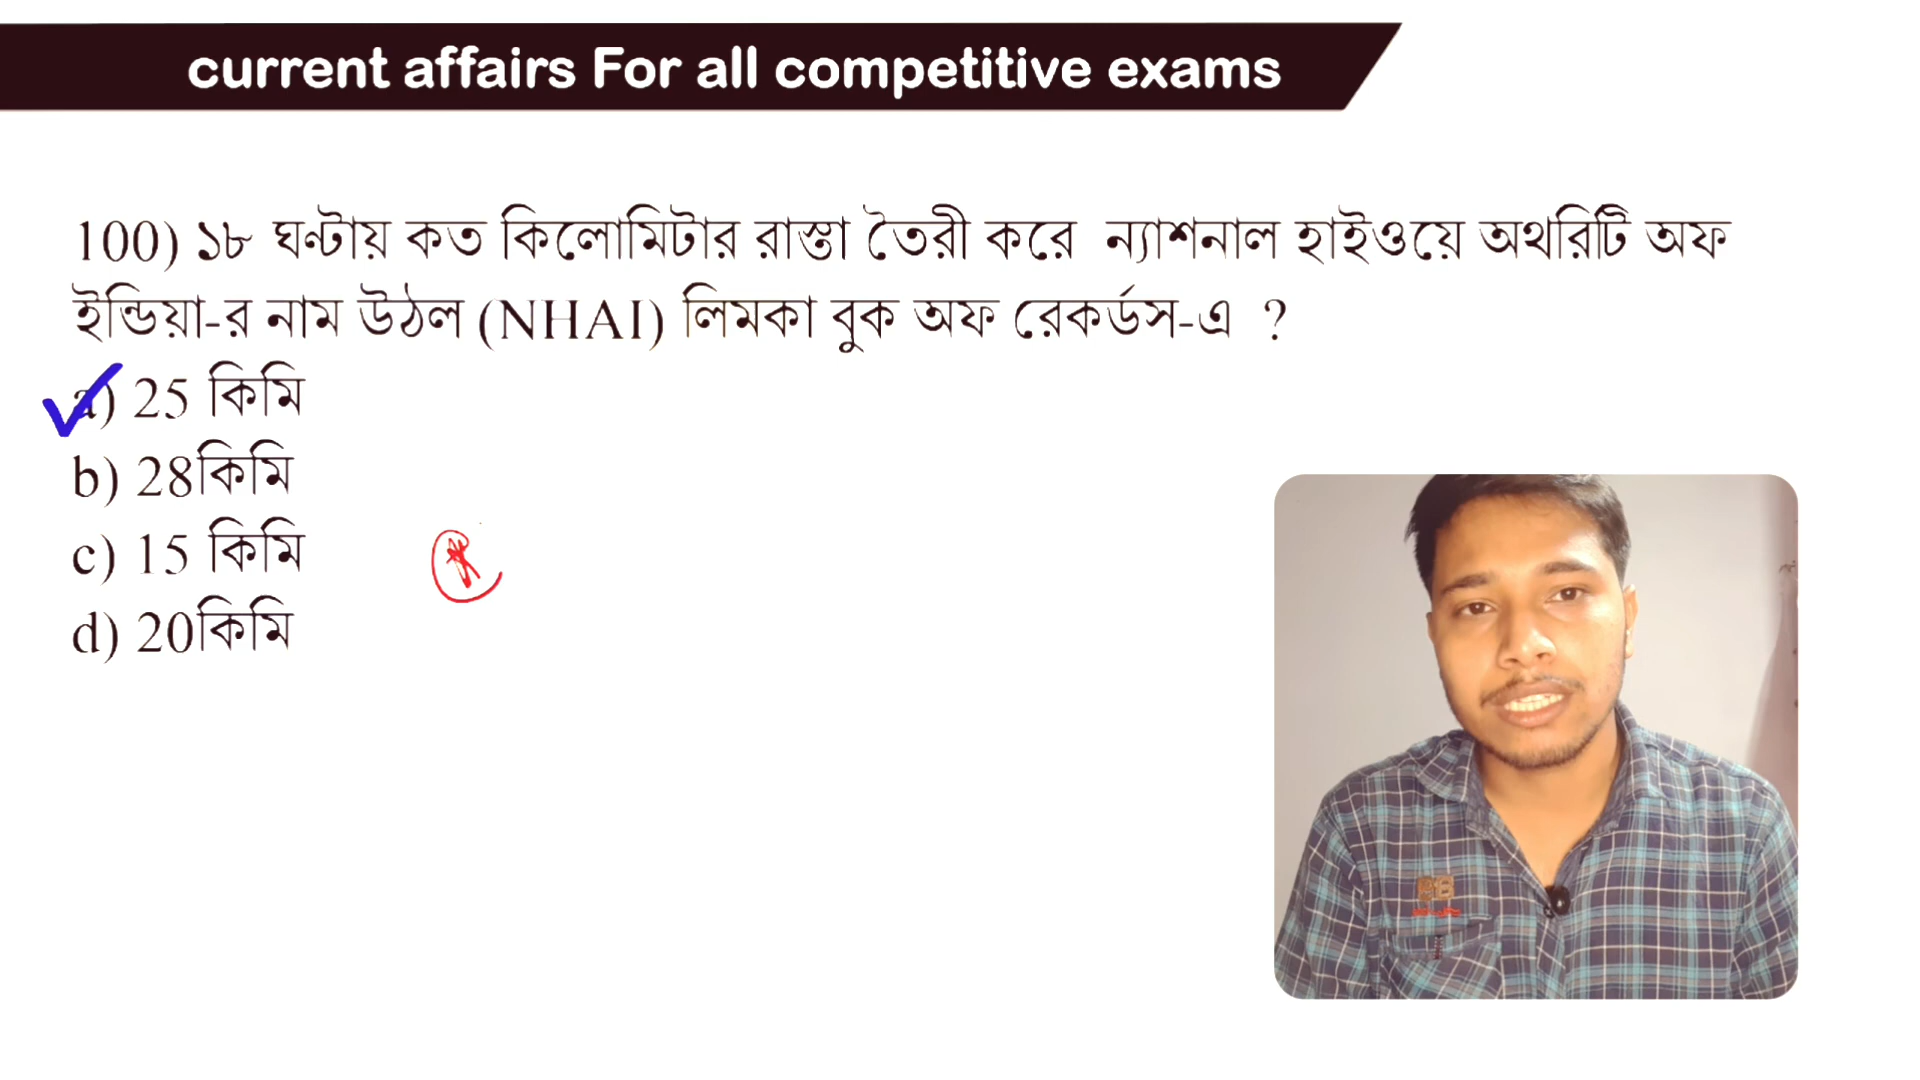 current affairs For all competitive exams
100) ১৮ ঘণ্টায় কত কিলোমিটার রাস্তা তৈরী করে ন্যাশনাল হাইওয়ে অথরিটি অফ
ইন্ডিয়া-র নাম উঠল (NHAI) লিমকা বুক অফ রেকর্ডস-এ ?
a) 25 কিমি
b) 28কিমি
c) 15 কিমি
d) 20কিমি